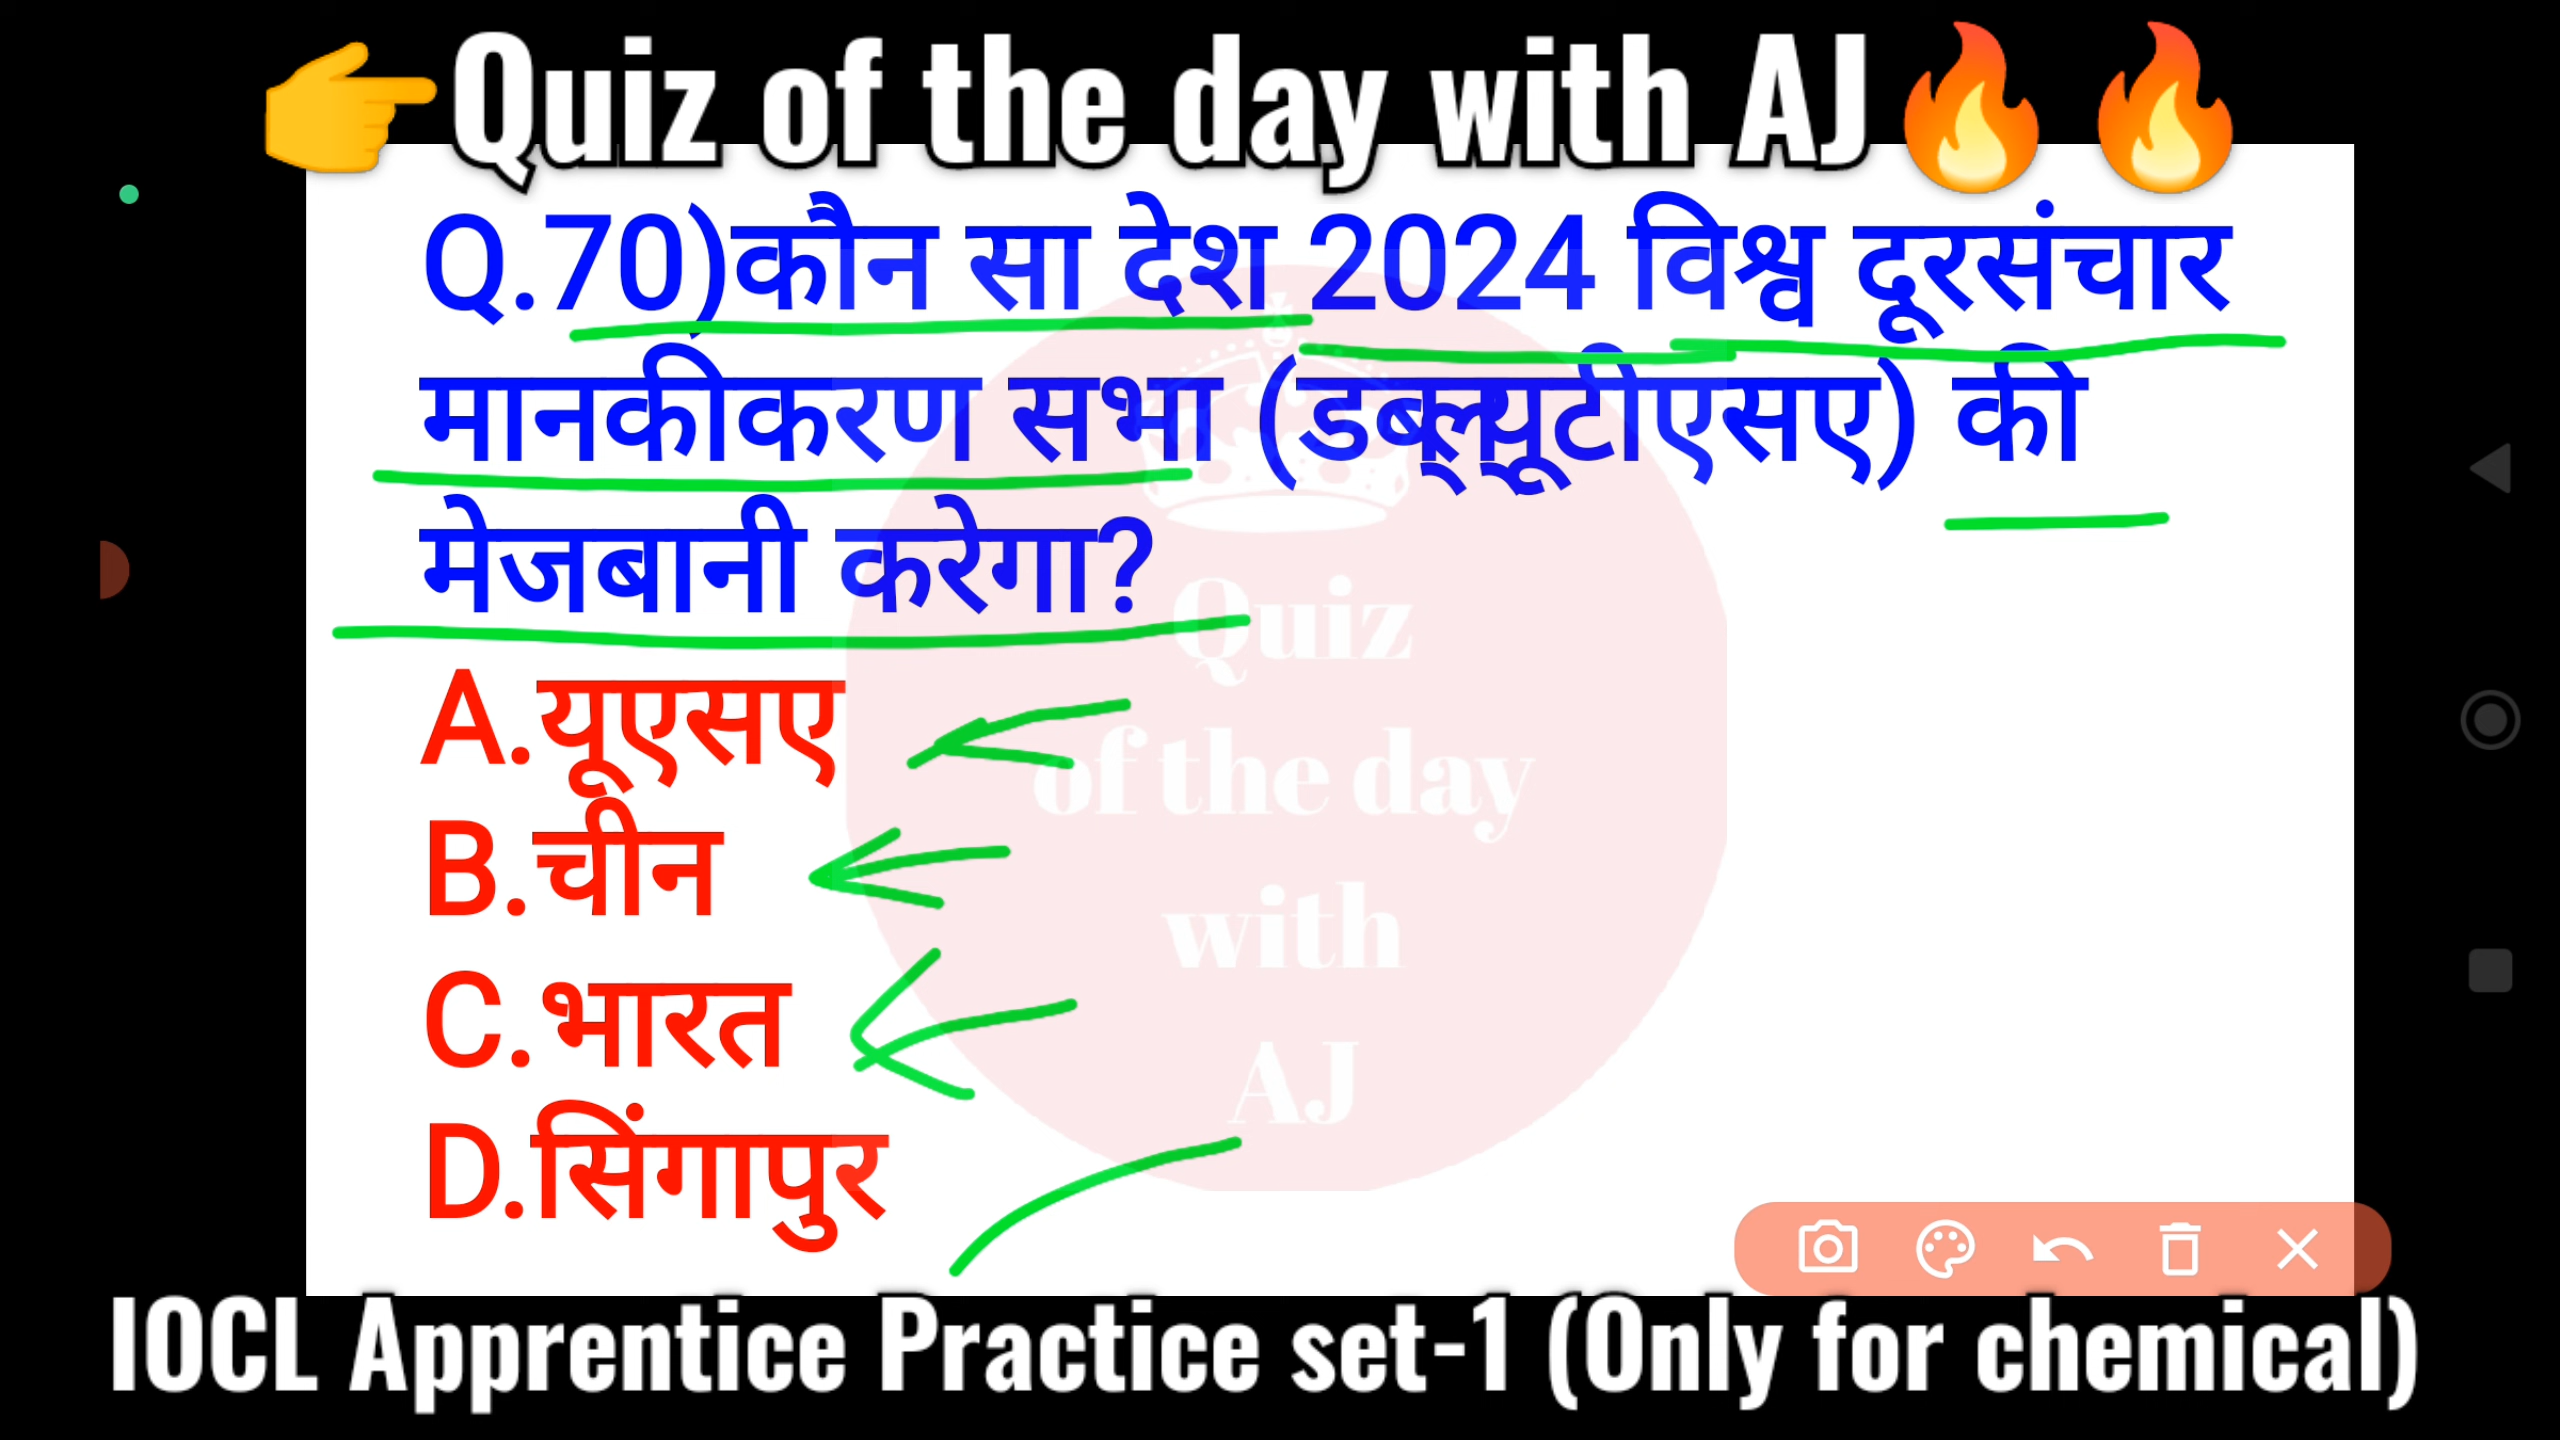 👉Quiz of the day with AJ🔥🔥
Q.70)कौन सा देश 2024 विश्व दूरसंचार
मानकीकरण सभा (डब्ल्यूटीएसए) की
मेजबानी करेगा?
A.यूएसए
B.चीन
C.भारत
D.सिंगापुर
Quiz
of the day
with
AJ
IOCL Apprentice Practice set-1 (Only for chemical)